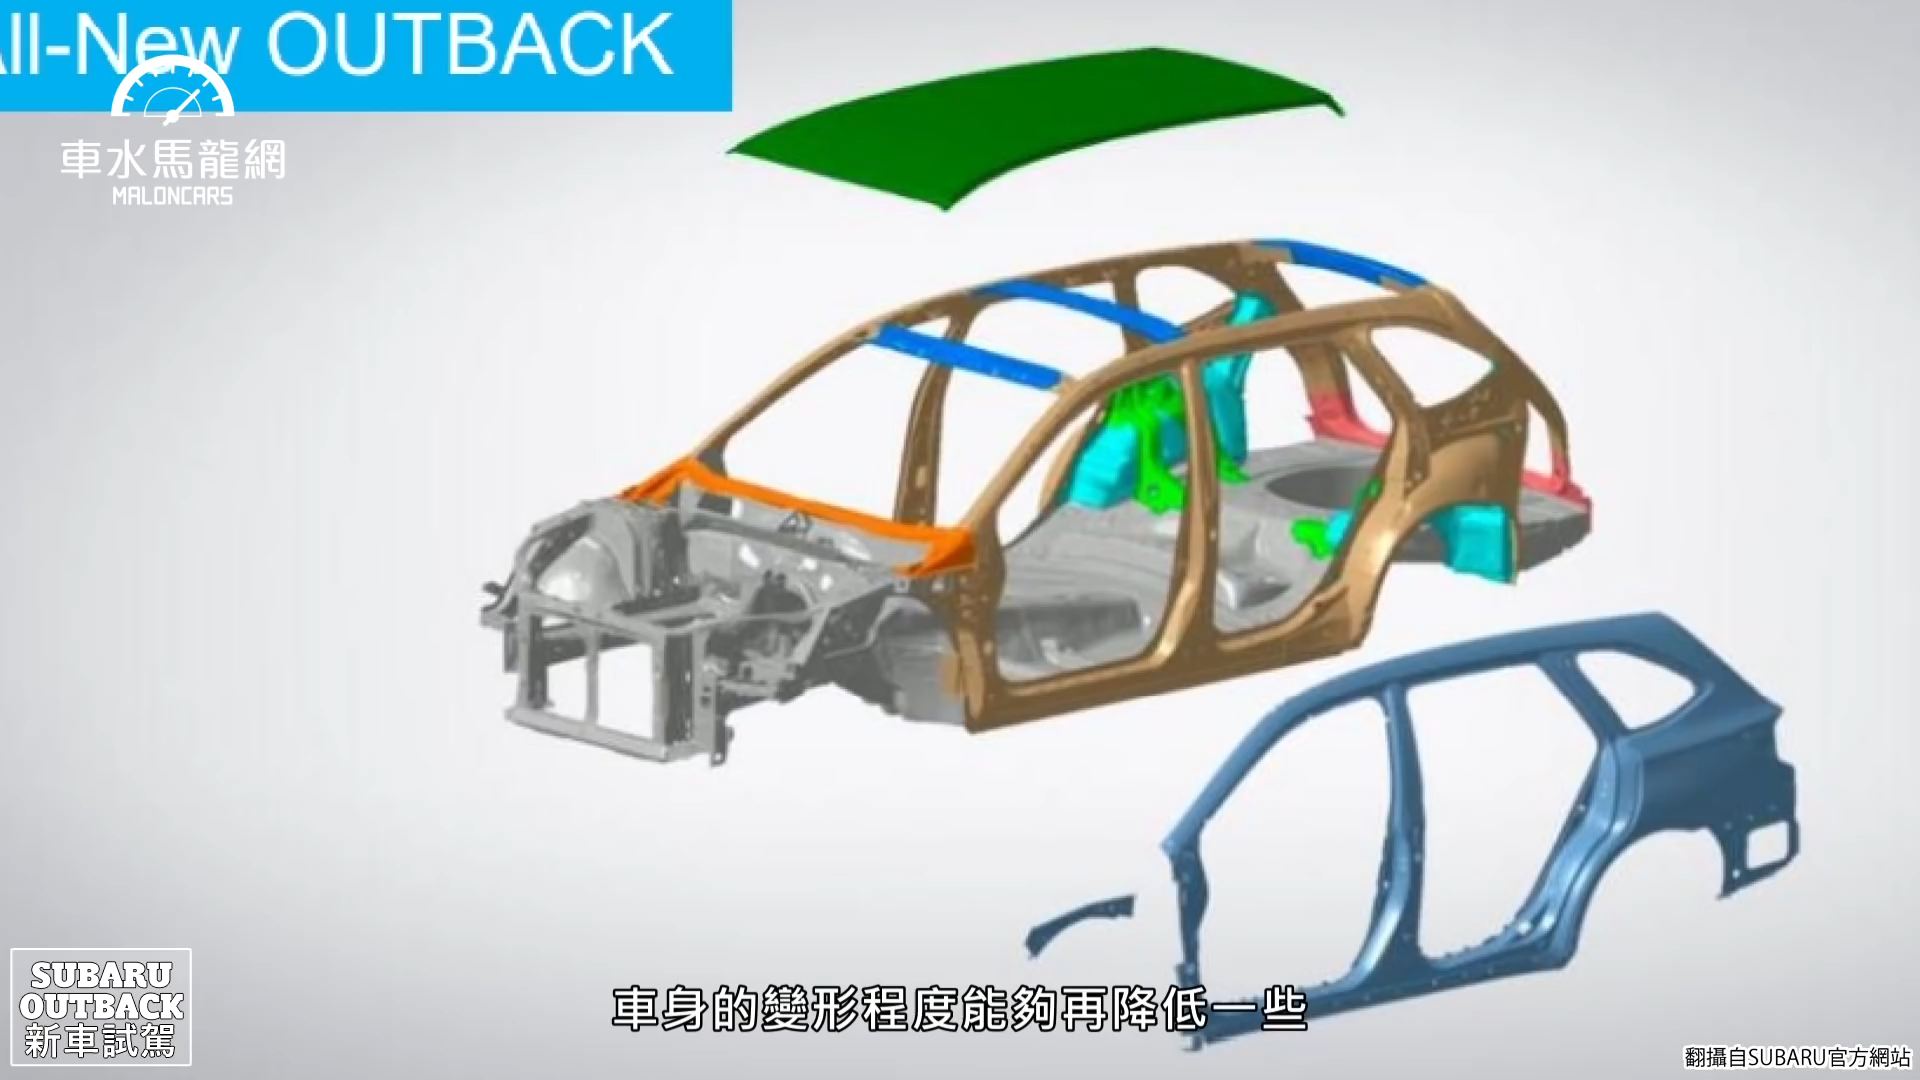 All-New OUTBACK
車水馬龍網
MALONCARS
SUBARU
OUTBACK
新車試駕
車身的變形程度能夠再降低一些
翻攝自SUBARU官方網站